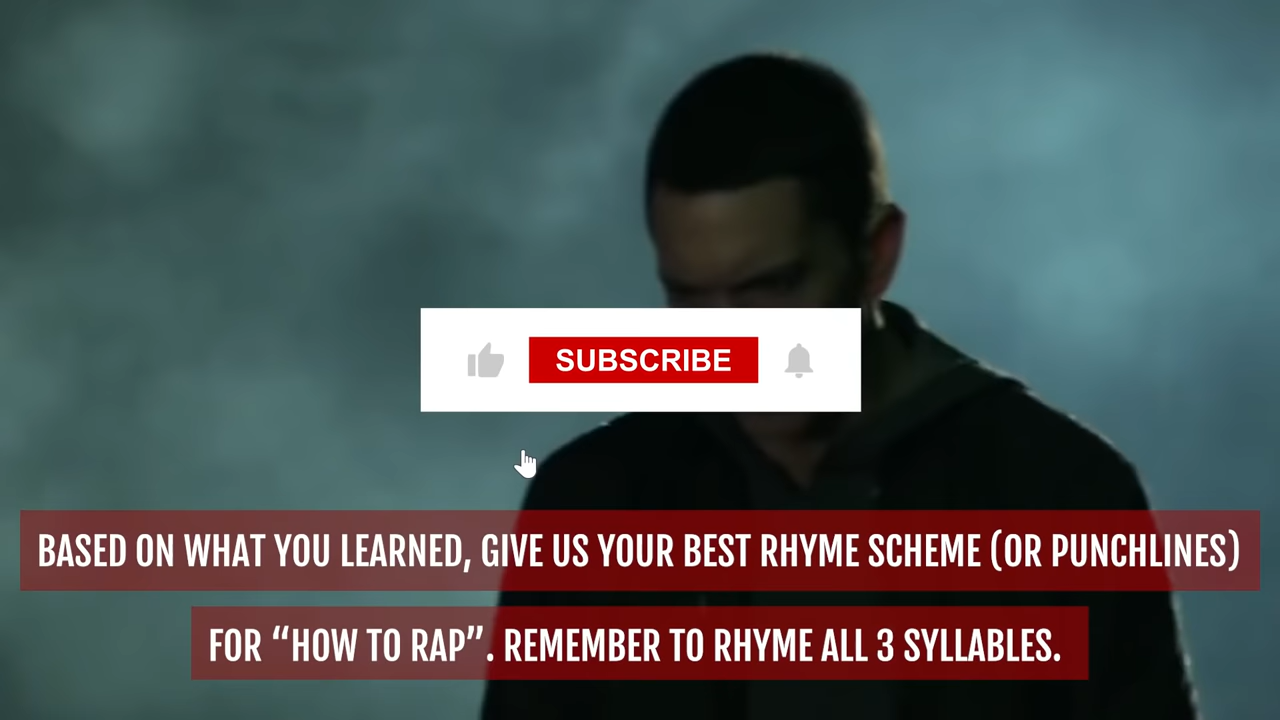 SUBSCRIBE
BASED ON WHAT YOU LEARNED, GIVE US YOUR BEST RHYME SCHEME (OR PUNCHLINES)
FOR “HOW TO RAP”. REMEMBER TO RHYME ALL 3 SYLLABLES.